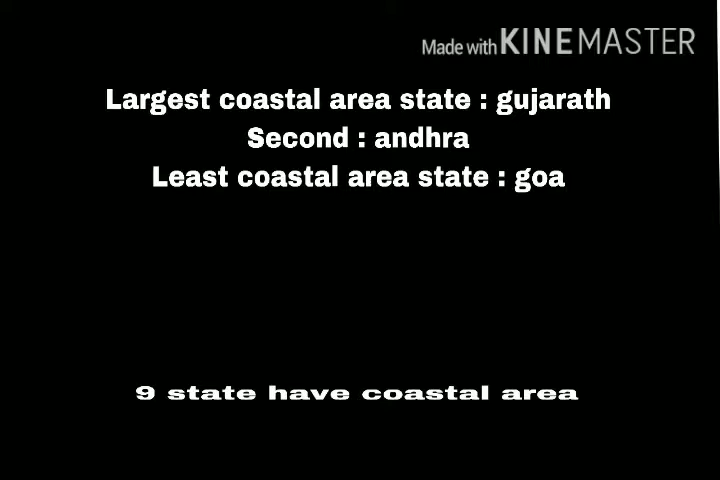 Made with KINEMASTER
Largest coastal area state : gujarath
Second : andhra
Least coastal area state : goa
9 state have coastal area